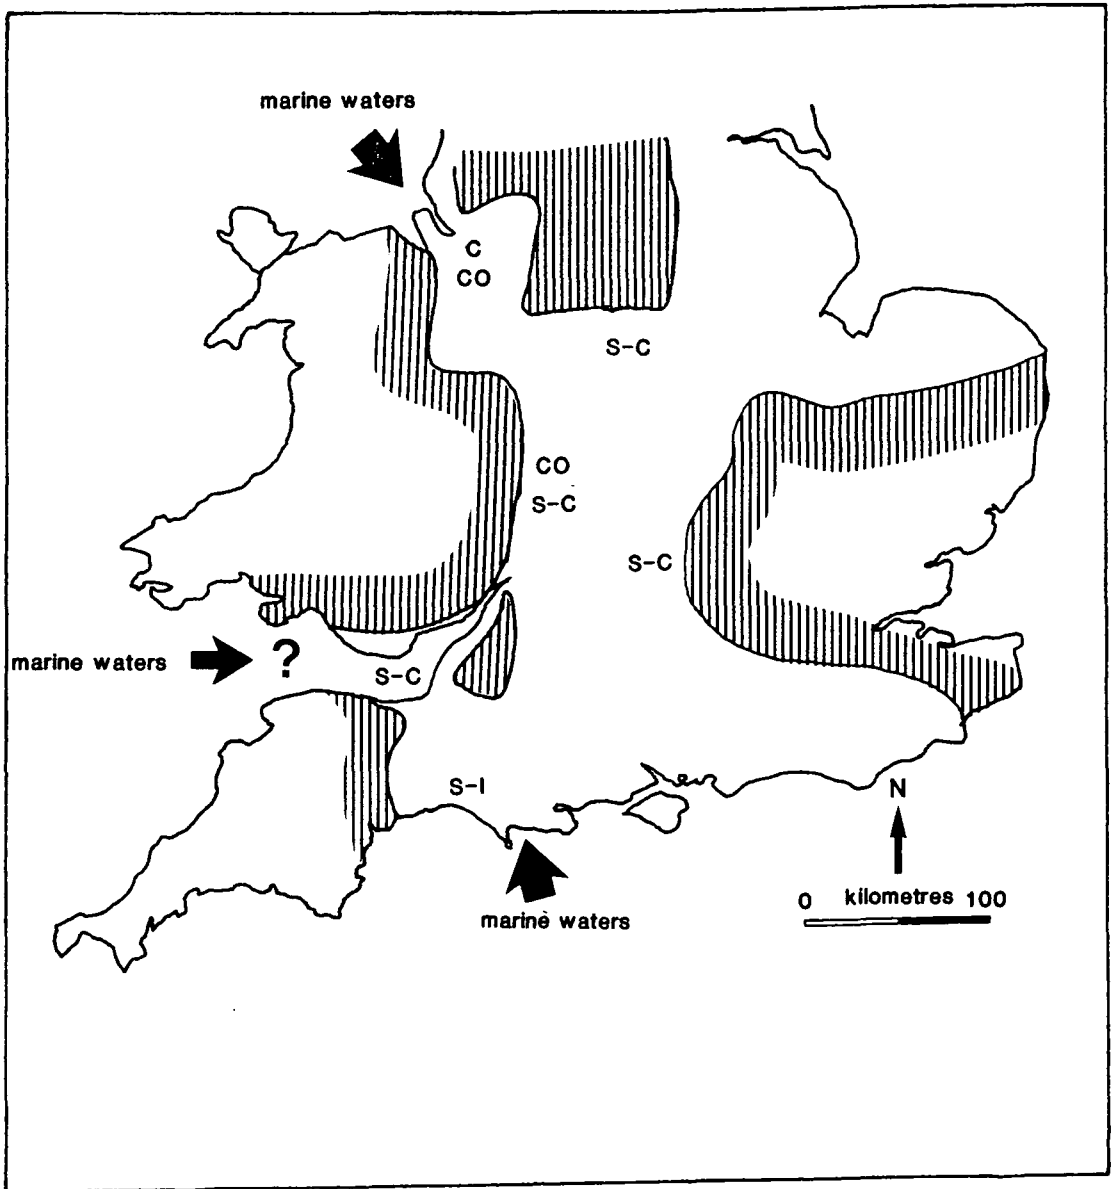 marine waters
C
CO
S-C
CO
S-C
S-C
marine waters
?
S-C
S-I
N
0 kilometres 100
marine waters